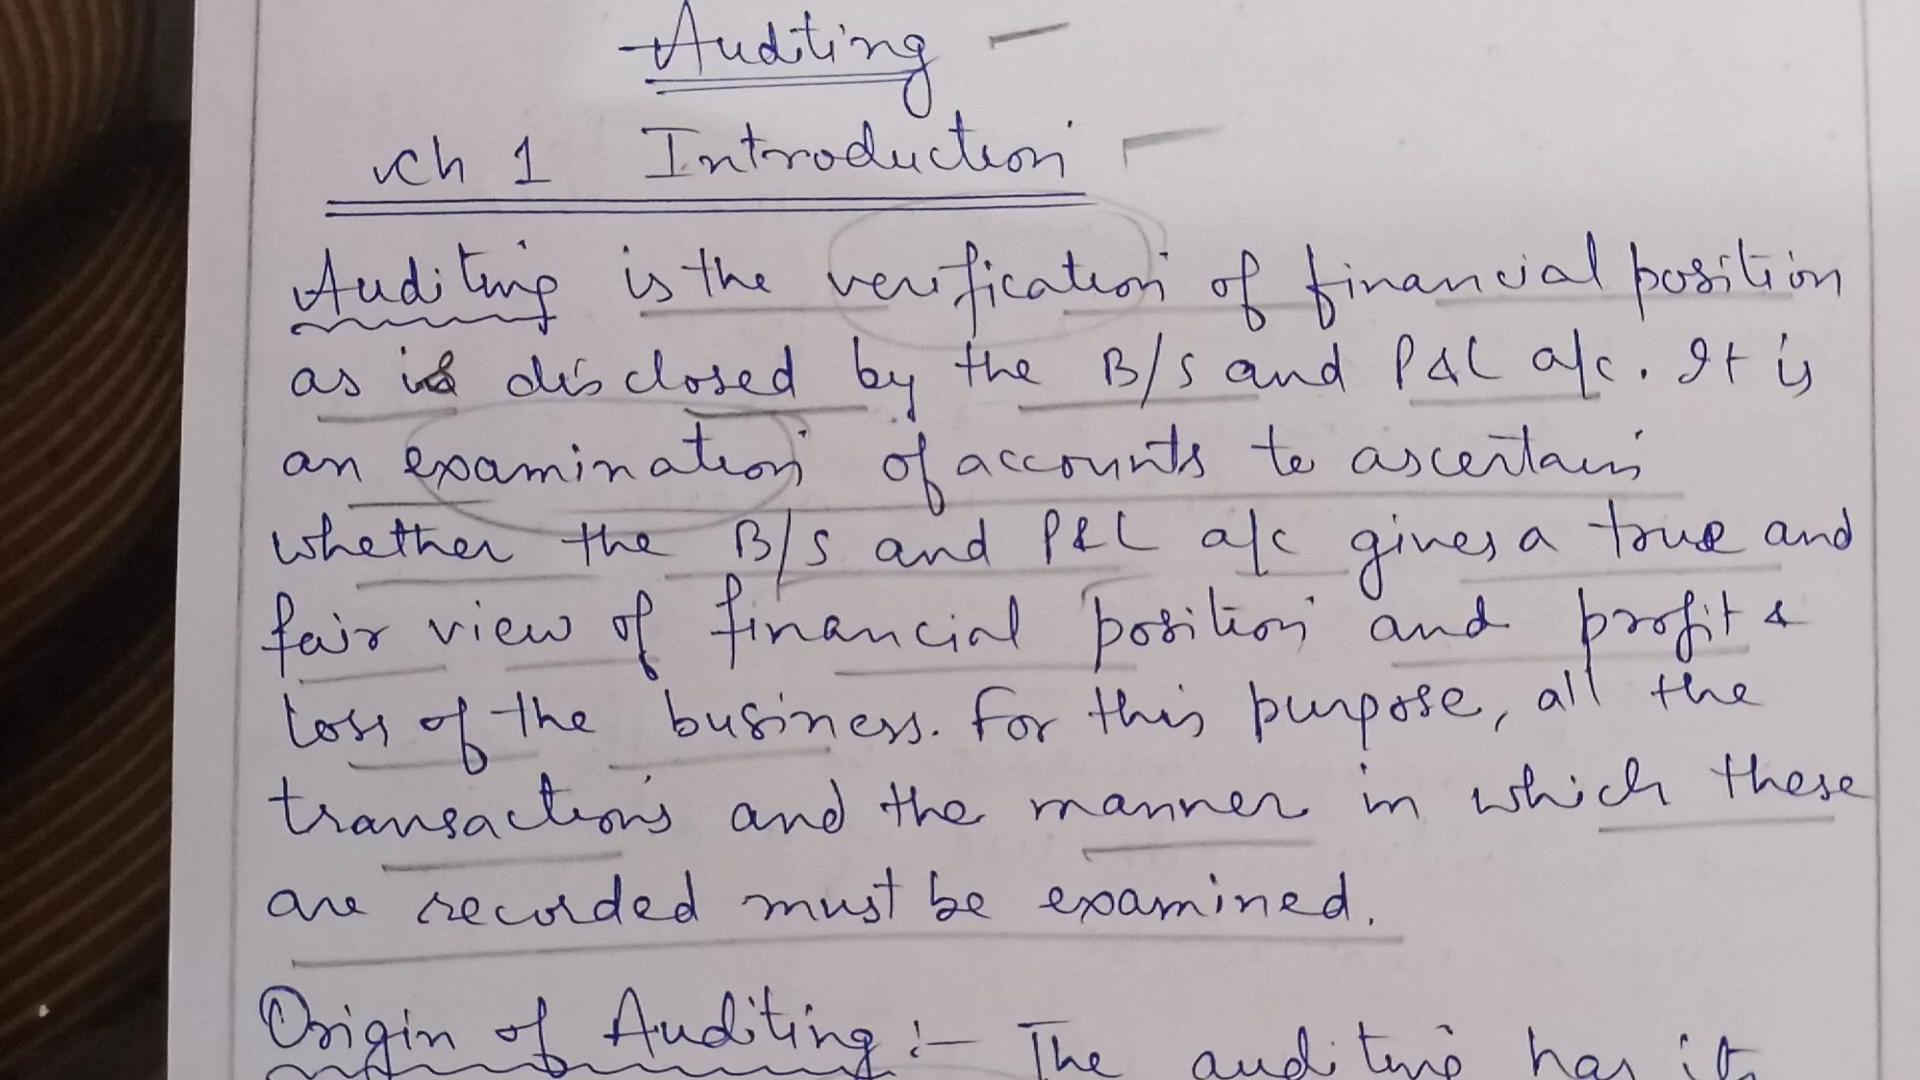 Auditing -
Ch 1 Introduction -
Auditing is the verification of financial position
as is disclosed by the B/S and P&L a/c. It is
an examination of accounts to ascertain
whether the B/S and P&L a/c gives a true and
fair view of financial position and profit &
loss of the business. For this purpose, all the
transactions and the manner in which these
are recorded must be examined.
Origin of Auditing :- The auditing has its